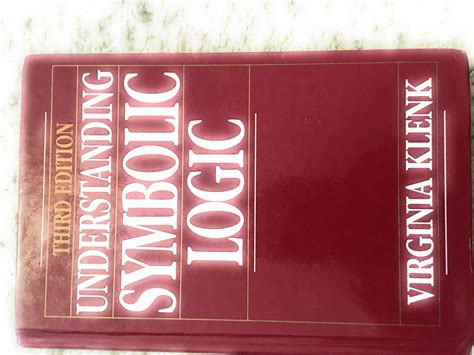 THIRD EDITION
UNDERSTANDING
SYMBOLIC
LOGIC
VIRGINIA KLENK